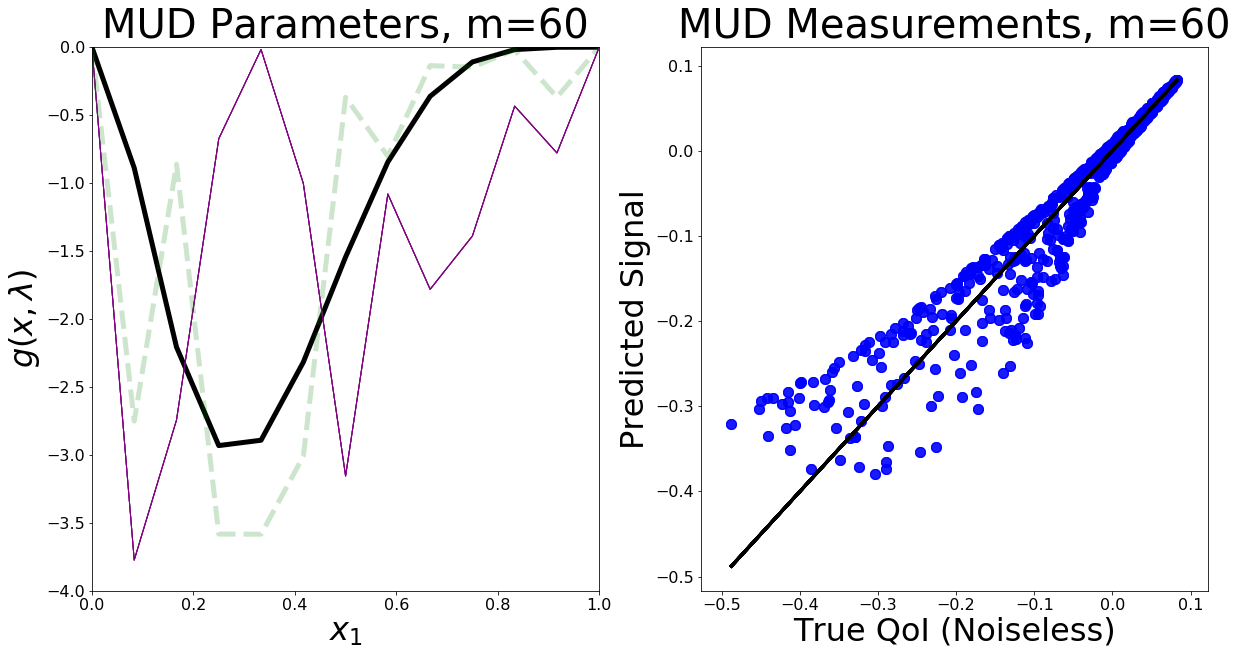 MUD Parameters, m=60
g(x, λ)
0.0
−0.5
−1.0
−1.5
−2.0
−2.5
−3.0
−3.5
−4.0
0.0 0.2 0.4 0.6 0.8 1.0
x₁
MUD Measurements, m=60
Predicted Signal
0.1
0.0
−0.1
−0.2
−0.3
−0.4
−0.5
−0.5 −0.4 −0.3 −0.2 −0.1 0.0 0.1
True QoI (Noiseless)